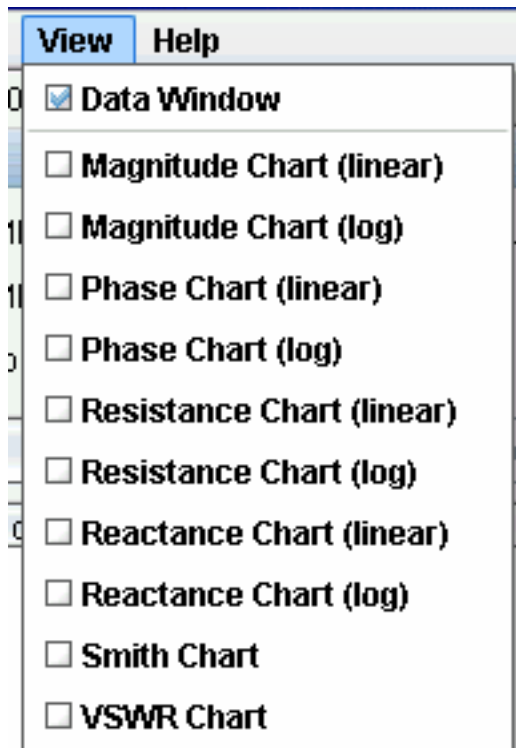 View Help
Data Window
Magnitude Chart (linear)
Magnitude Chart (log)
Phase Chart (linear)
Phase Chart (log)
Resistance Chart (linear)
Resistance Chart (log)
Reactance Chart (linear)
Reactance Chart (log)
Smith Chart
VSWR Chart